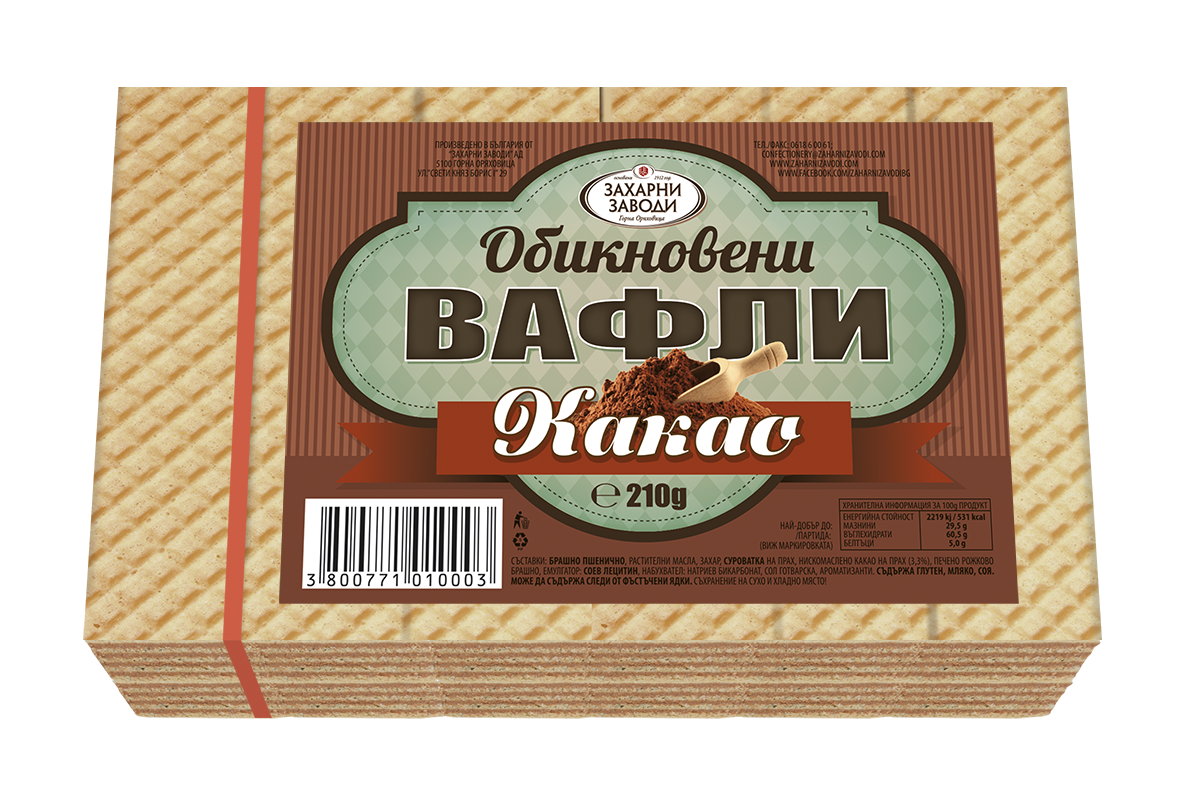 ПРОИЗВЕДЕНО В БЪЛГАРИЯ ОТ
"ЗАХАРНИ ЗАВОДИ" АД
5100 ГОРНА ОРЯХОВИЦА
УЛ."СВЕТИ КНЯЗ БОРИС I" 29
ТЕЛ./ФАКС: 0618 6 00 61;
CONFECTIONERY@ZAHARNIZAVODI.COM
WWW.ZAHARNIZAVODI.COM
WWW.FACEBOOK.COM/ZAHARNIZAVODIBG
основена 1912 год.
ЗАХАРНИ
ЗАВОДИ
Горна Оряховица
Обикновени
ВАФЛИ
Какао
℮ 210g
3 800771 010003
НАЙ-ДОБЪР ДО:
/ПАРТИДА:
(ВИЖ МАРКИРОВКАТА)
ХРАНИТЕЛНА ИНФОРМАЦИЯ ЗА 100g ПРОДУКТ
ЕНЕРГИЙНА СТОЙНОСТ 2219 kj / 531 kcal
МАЗНИНИ 29,5 g
ВЪГЛЕХИДРАТИ 60,5 g
БЕЛТЪЦИ 5,0 g
СЪСТАВКИ: БРАШНО ПШЕНИЧНО, РАСТИТЕЛНИ МАСЛА, ЗАХАР, СУРОВАТКА НА ПРАХ, НИСКОМАСЛЕНО КАКАО НА ПРАХ (3,3%), ПЕЧЕНО РОЖКОВО
БРАШНО, ЕМУЛГАТОР: СОЕВ ЛЕЦИТИН, НАБУХВАТЕЛ: НАТРИЕВ БИКАРБОНАТ, СОЛ ГОТВАРСКА, АРОМАТИЗАНТИ. СЪДЪРЖА ГЛУТЕН, МЛЯКО, СОЯ.
МОЖЕ ДА СЪДЪРЖА СЛЕДИ ОТ ФЪСТЪЧЕНИ ЯДКИ. СЪХРАНЕНИЕ НА СУХО И ХЛАДНО МЯСТО!